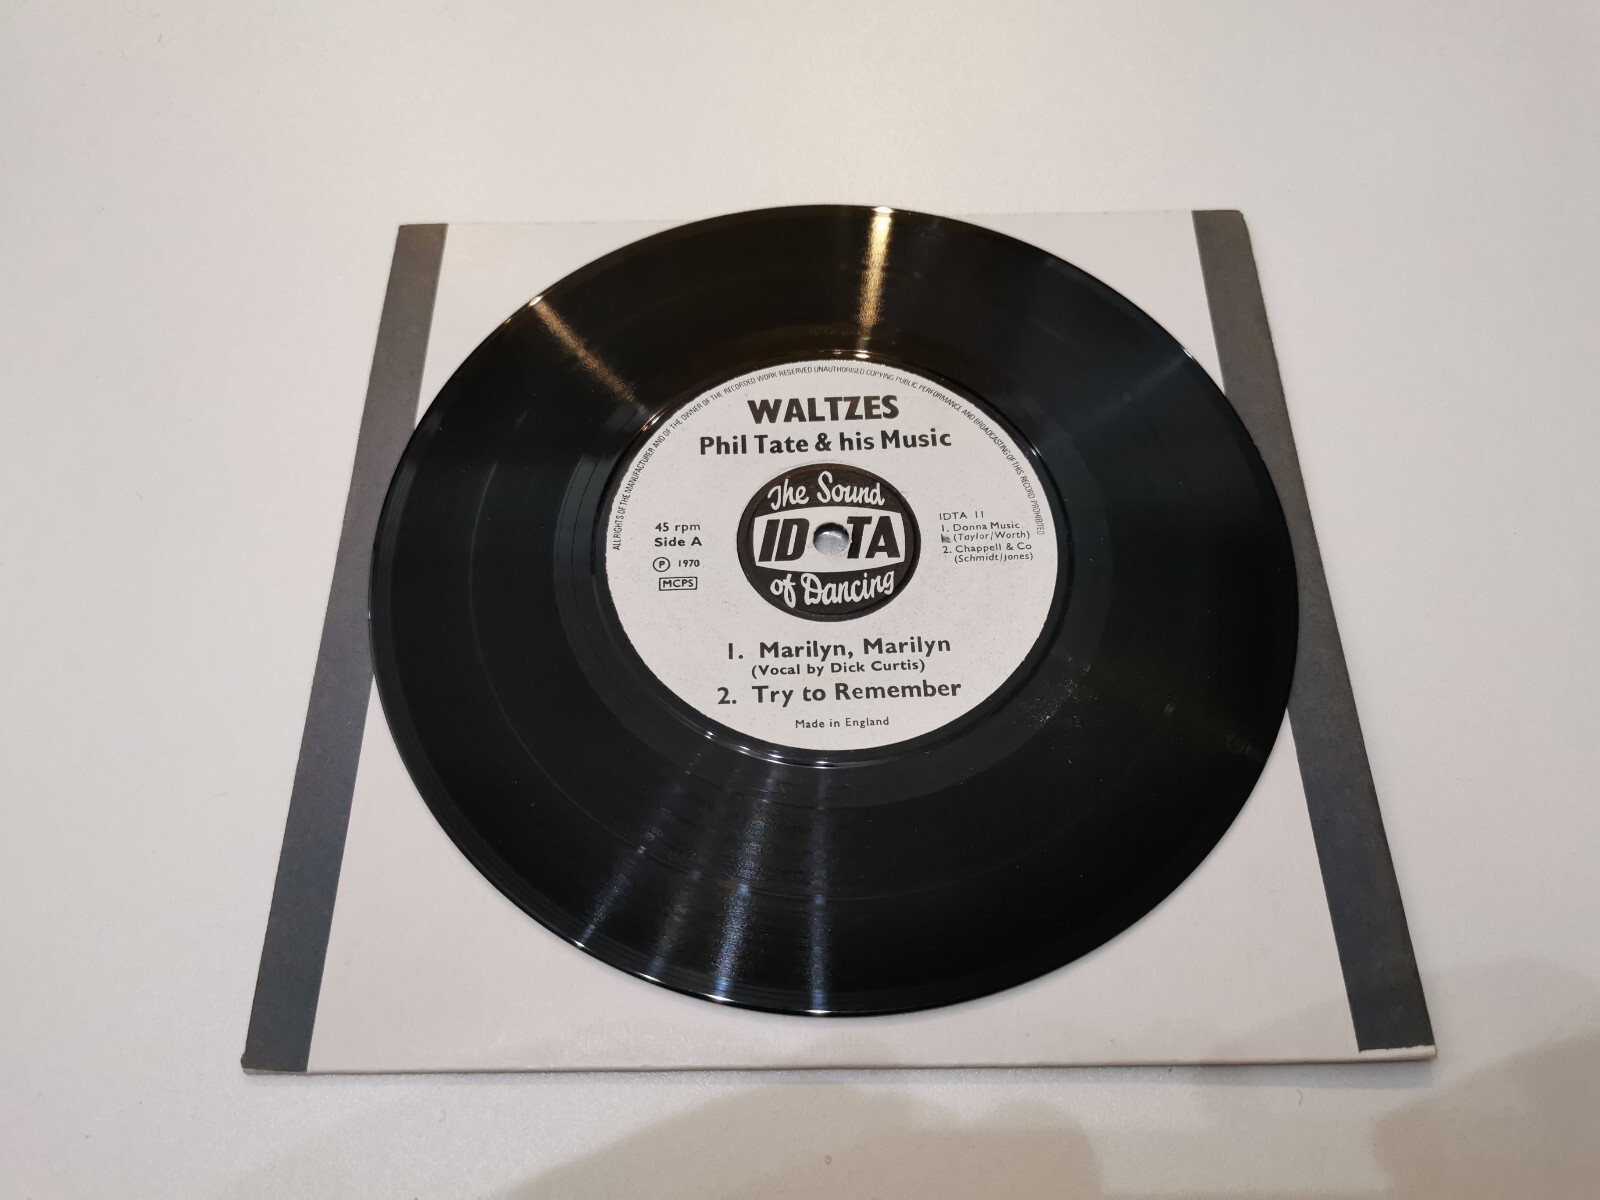 ALL RIGHTS OF THE MANUFACTURER AND OF THE OWNER OF THE RECORDED WORK RESERVED UNAUTHORISED COPYING PUBLIC PERFORMANCE AND BROADCASTING OF THIS RECORD PROHIBITED
WALTZES
Phil Tate & his Music
The Sound
IDTA
of Dancing
45 rpm
Side A
Ⓟ 1970
MCPS
IDTA 11
1. Donna Music
(Taylor/Worth)
2. Chappell & Co
(Schmidt/Jones)
1. Marilyn, Marilyn
(Vocal by Dick Curtis)
2. Try to Remember
Made in England